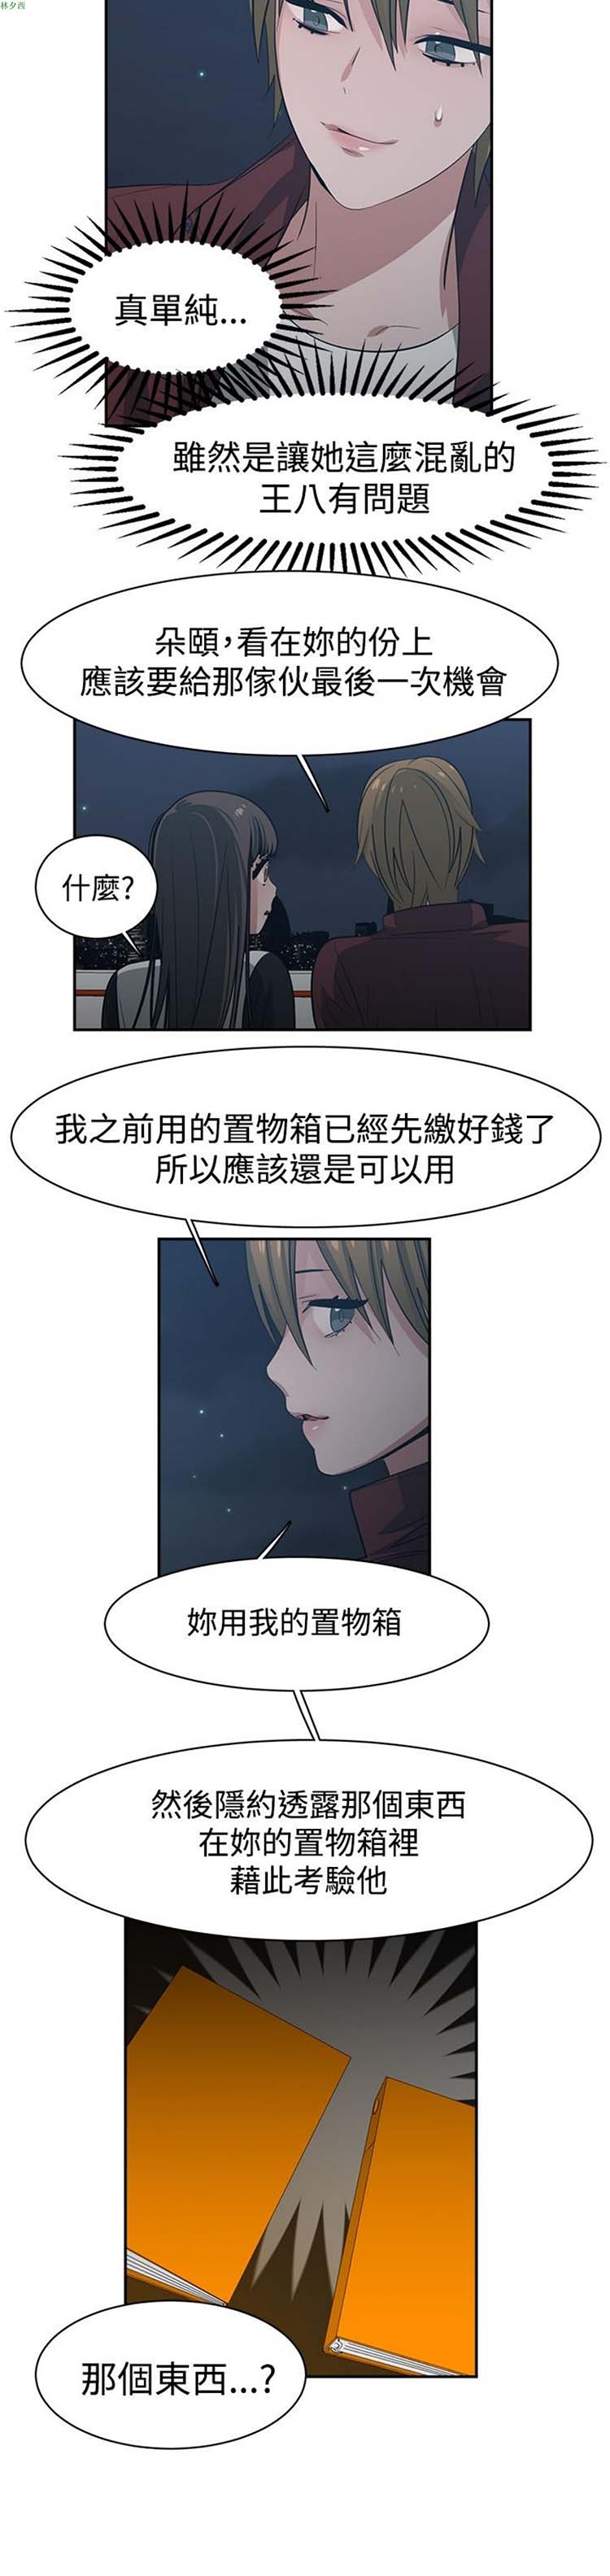 林夕西
真單純...
雖然是讓她這麼混亂的
王八有問題
朵頤，看在妳的份上
應該要給那傢伙最後一次機會
什麼?
我之前用的置物箱已經先繳好錢了
所以應該還是可以用
妳用我的置物箱
然後隱約透露那個東西
在妳的置物箱裡
藉此考驗他
那個東西...?